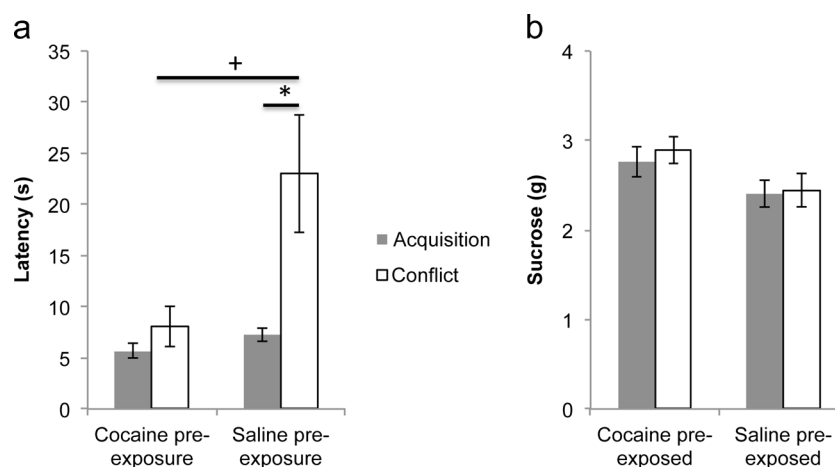 a
35
30
25
20
15
10
5
0
Latency (s)
+
*
Cocaine pre-
exposure
Saline pre-
exposure
Acquisition
Conflict
b
4
3
2
1
0
Sucrose (g)
Cocaine pre-
exposed
Saline pre-
exposed